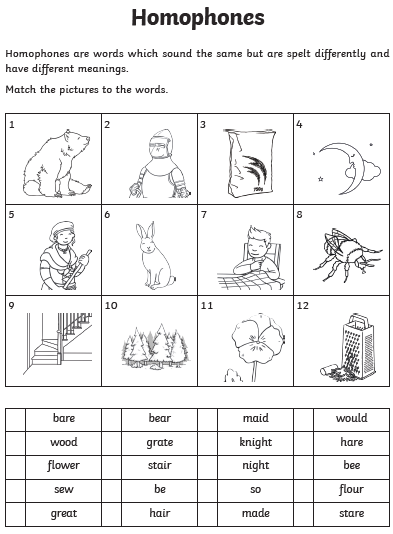 Homophones
Homophones are words which sound the same but are spelt differently and
have different meanings.
Match the pictures to the words.
1 2 3 4
5 6 7 8
9 10 11 12
bare bear maid would
wood grate knight hare
flower stair night bee
sew be so flour
great hair made stare